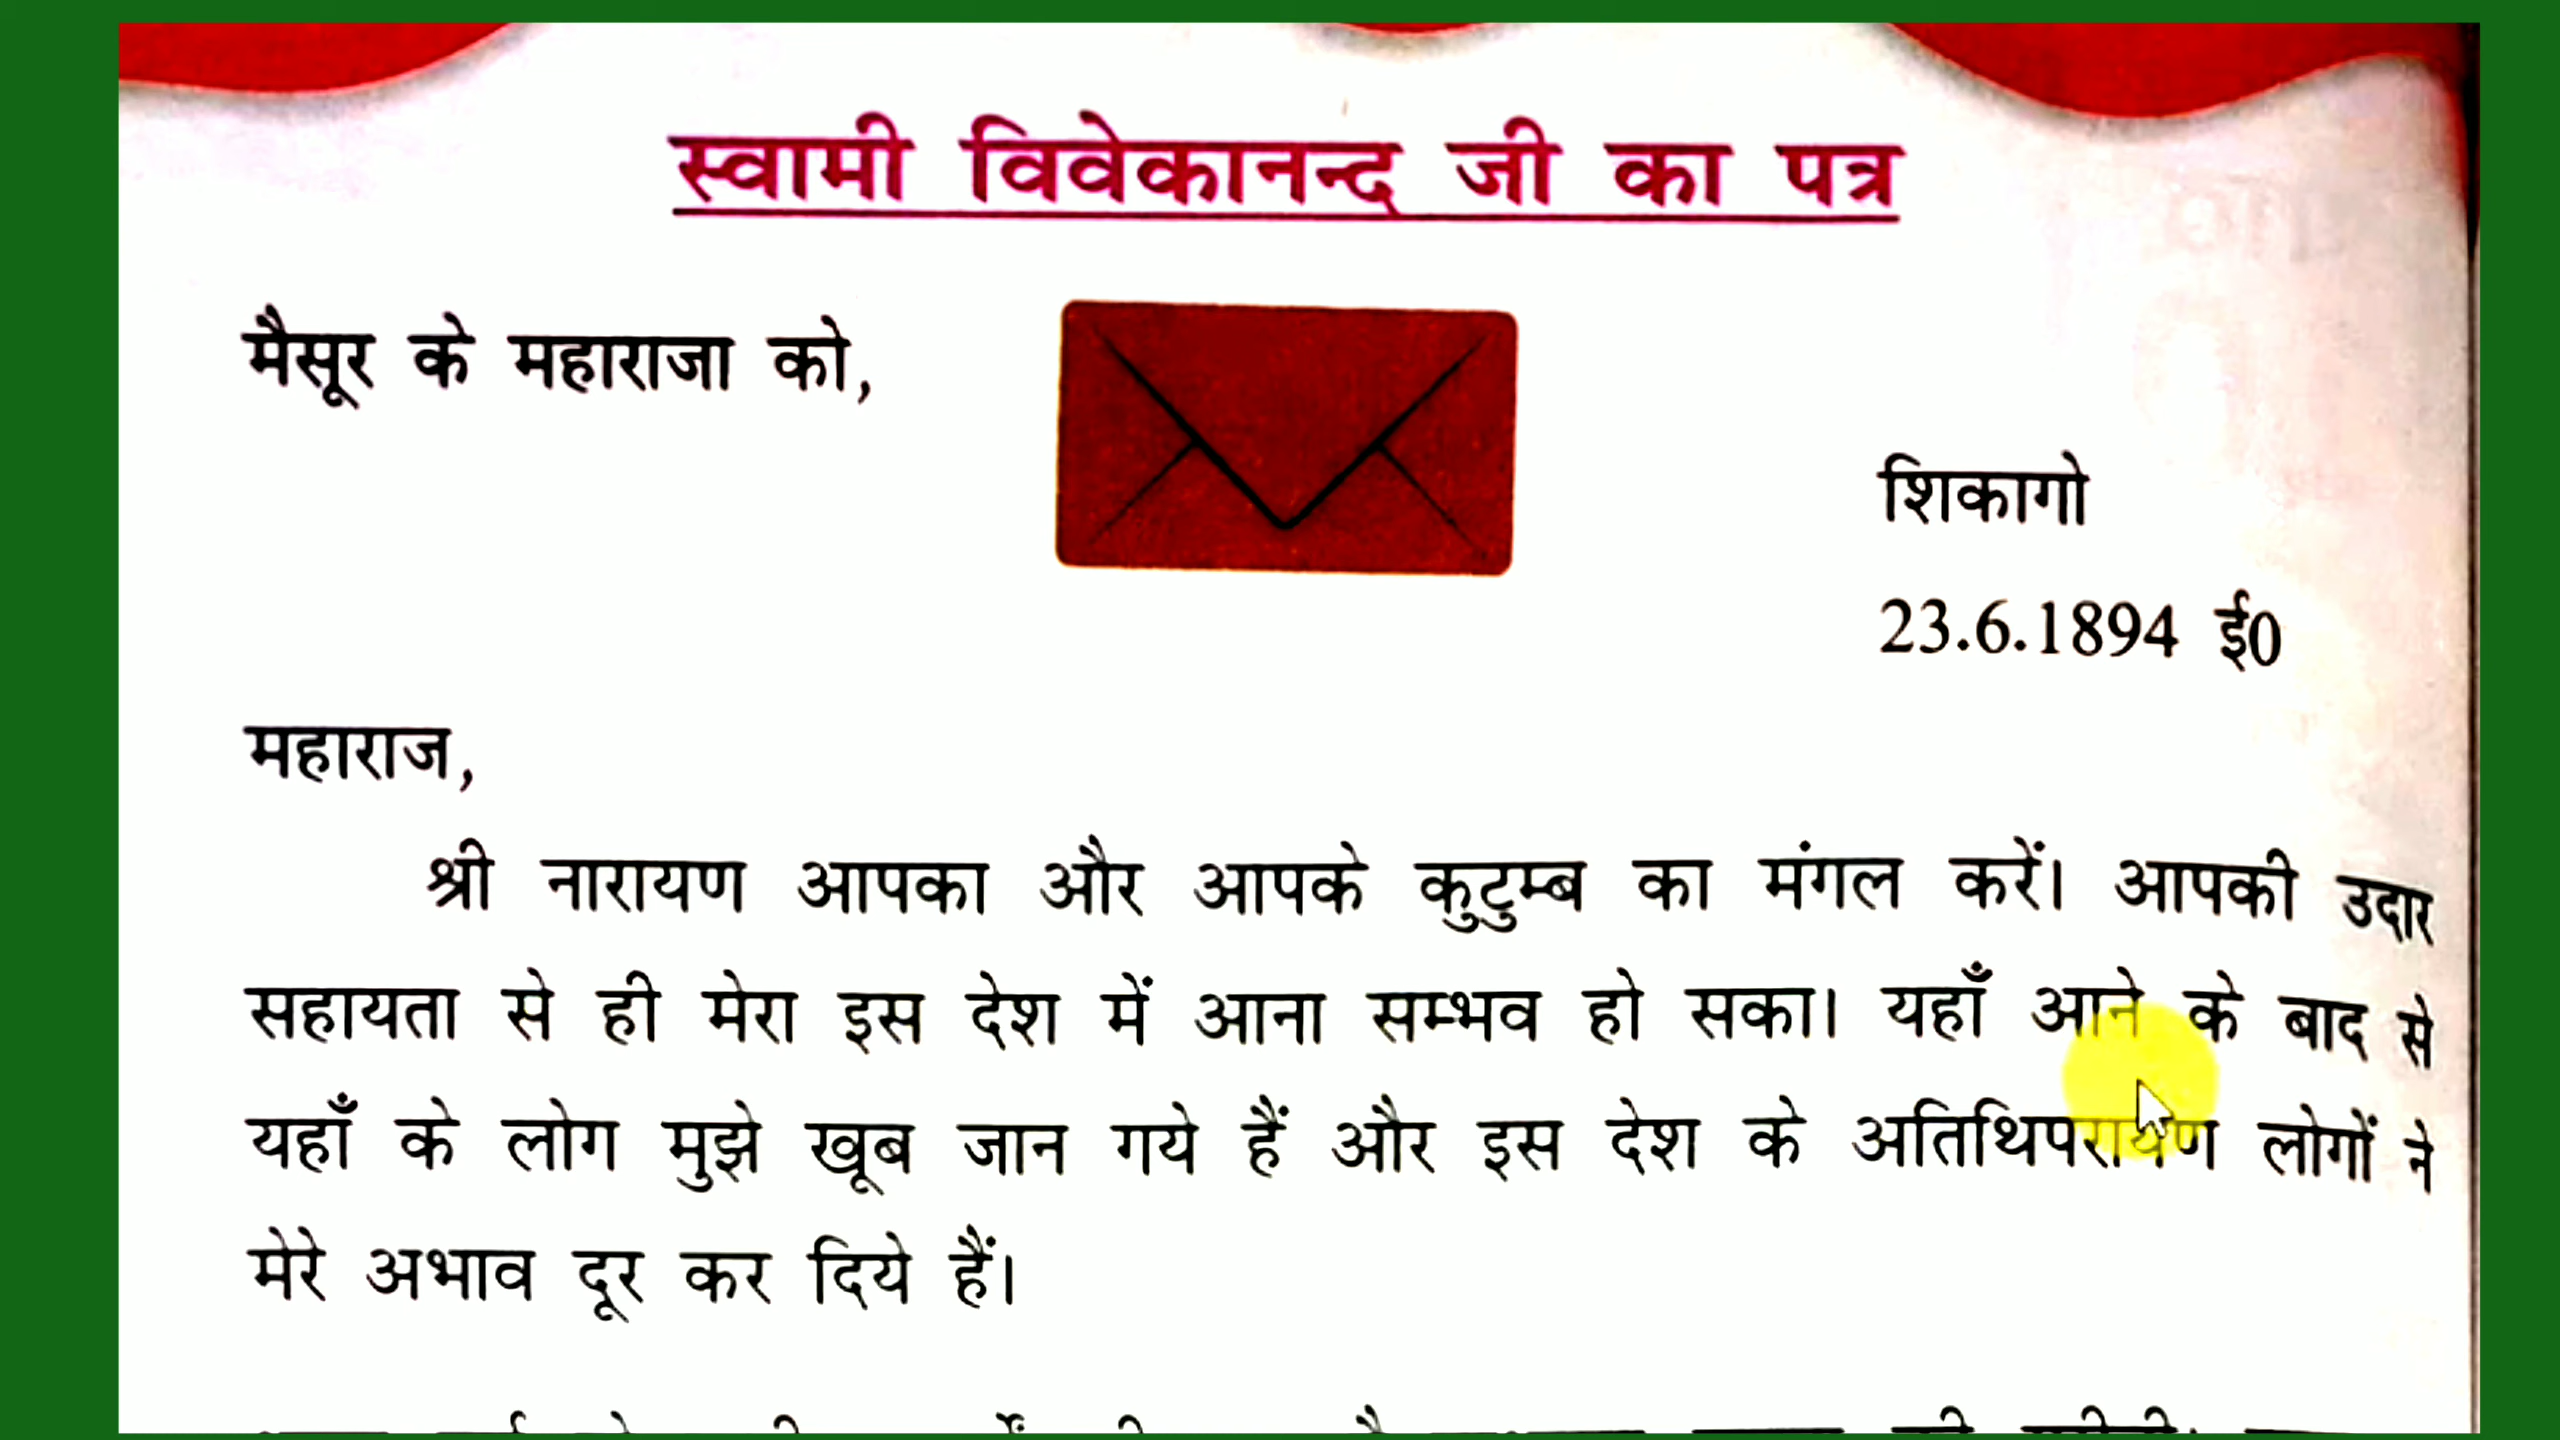 स्वामी विवेकानन्द जी का पत्र
मैसूर के महाराजा को,
शिकागो
23.6.1894 ई0
महाराज,
श्री नारायण आपका और आपके कुटुम्ब का मंगल करें। आपकी उदार
सहायता से ही मेरा इस देश में आना सम्भव हो सका। यहाँ आने के बाद से
यहाँ के लोग मुझे खूब जान गये हैं और इस देश के अतिथिपरायण लोगों ने
मेरे अभाव दूर कर दिये हैं।